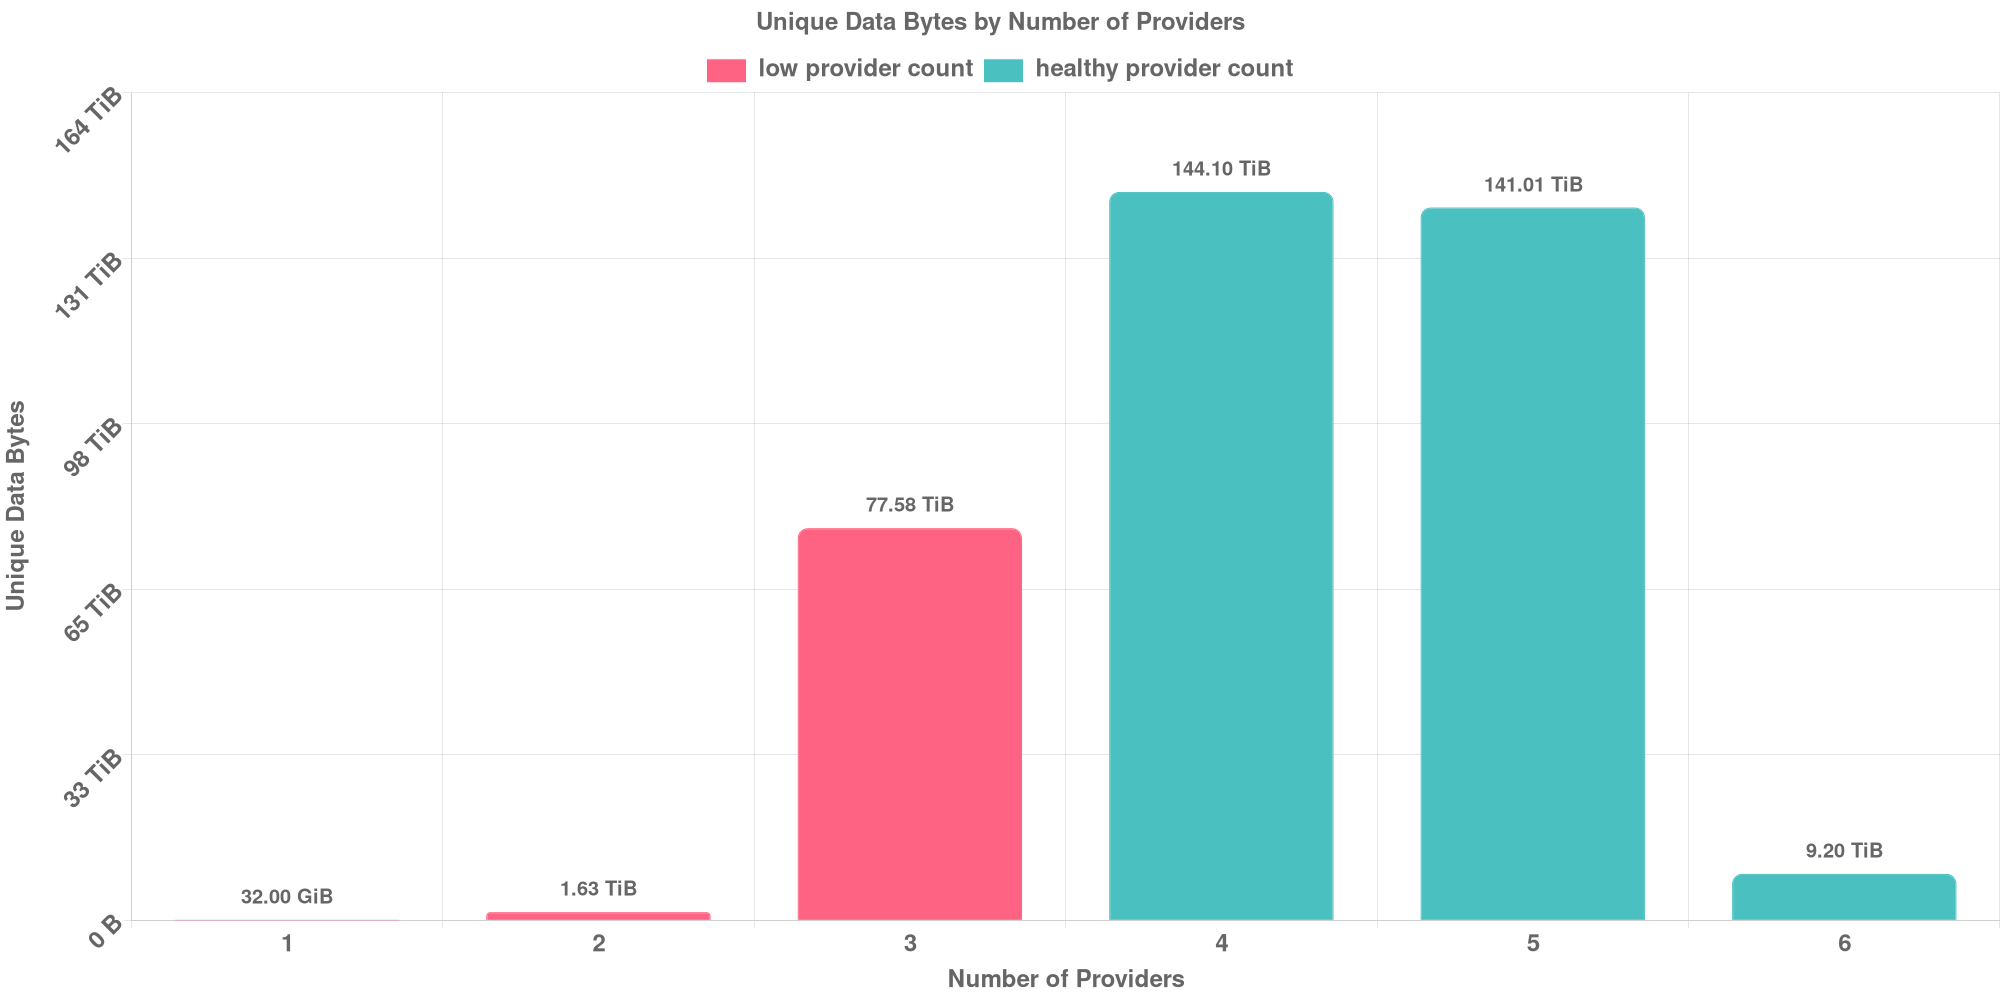 Unique Data Bytes by Number of Providers
low provider count healthy provider count
164 TiB
131 TiB
98 TiB
65 TiB
33 TiB
0 B
Unique Data Bytes
32.00 GiB
1.63 TiB
77.58 TiB
144.10 TiB
141.01 TiB
9.20 TiB
1 2 3 4 5 6
Number of Providers